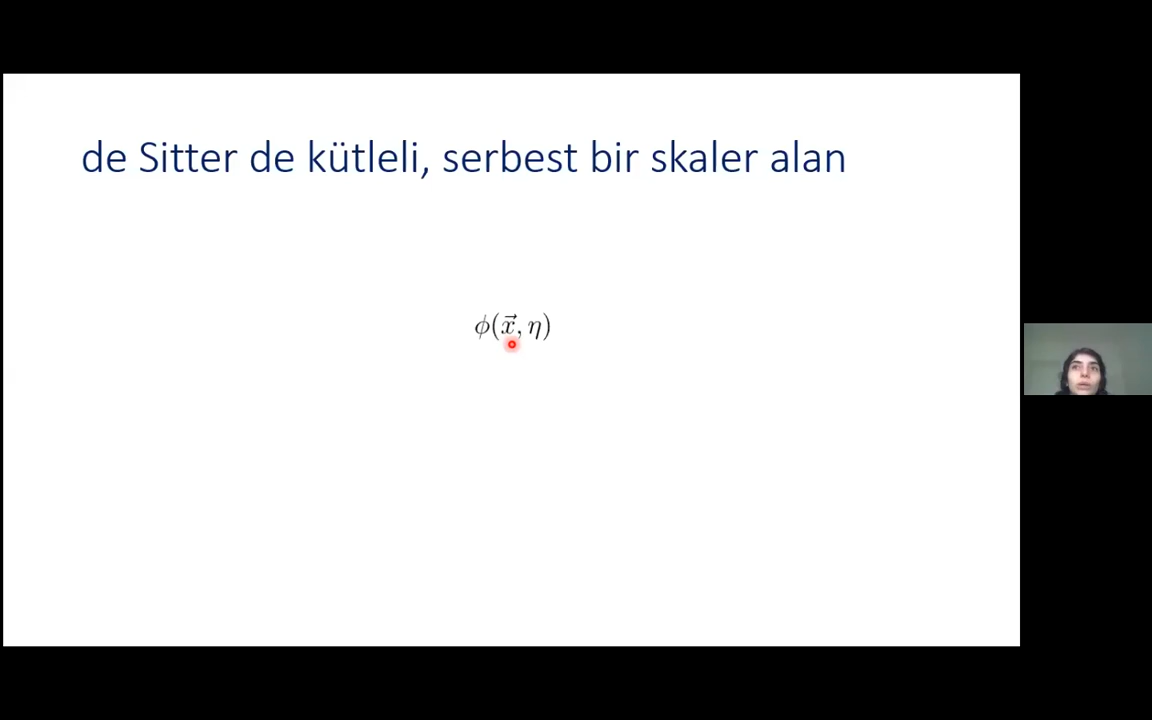 de Sitter de kütleli, serbest bir skaler alan
ϕ(x⃗, η)